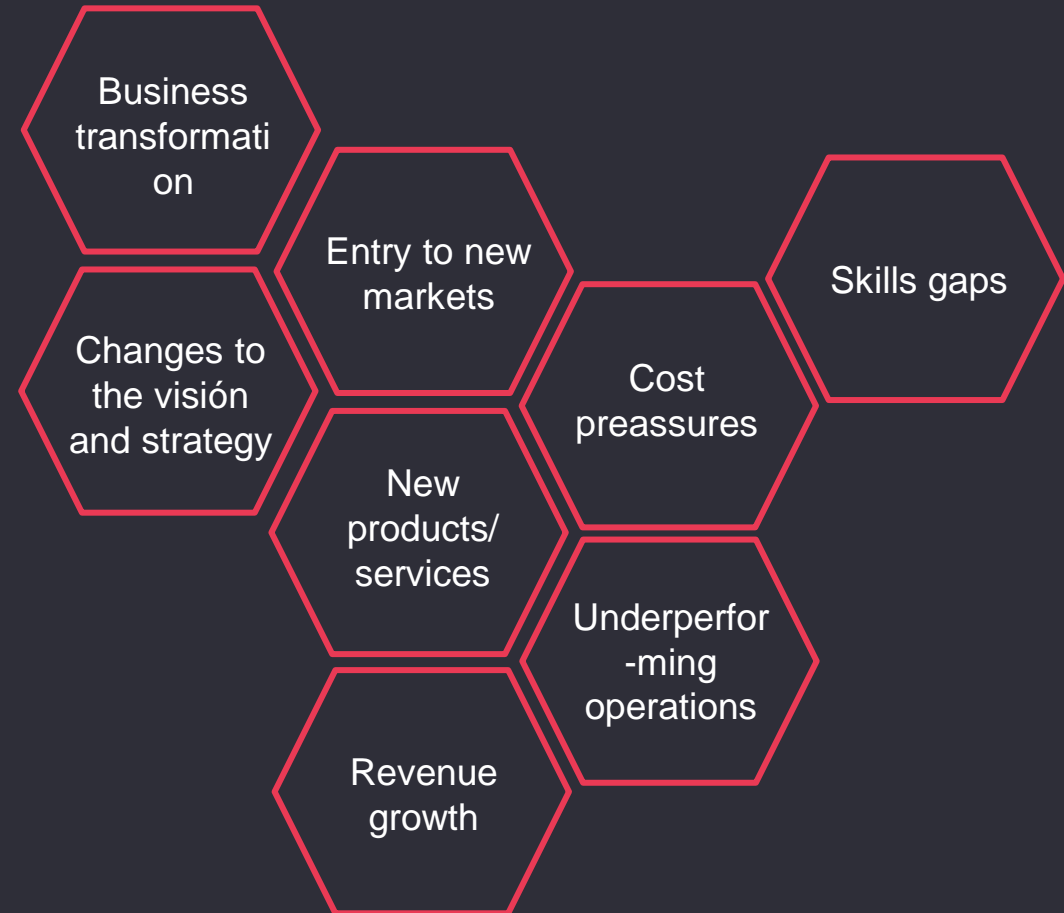 Business
transformati
on
Entry to new
markets
Skills gaps
Changes to
the visión
and strategy
Cost
preassures
New
products/
services
Underperfor
-ming
operations
Revenue
growth